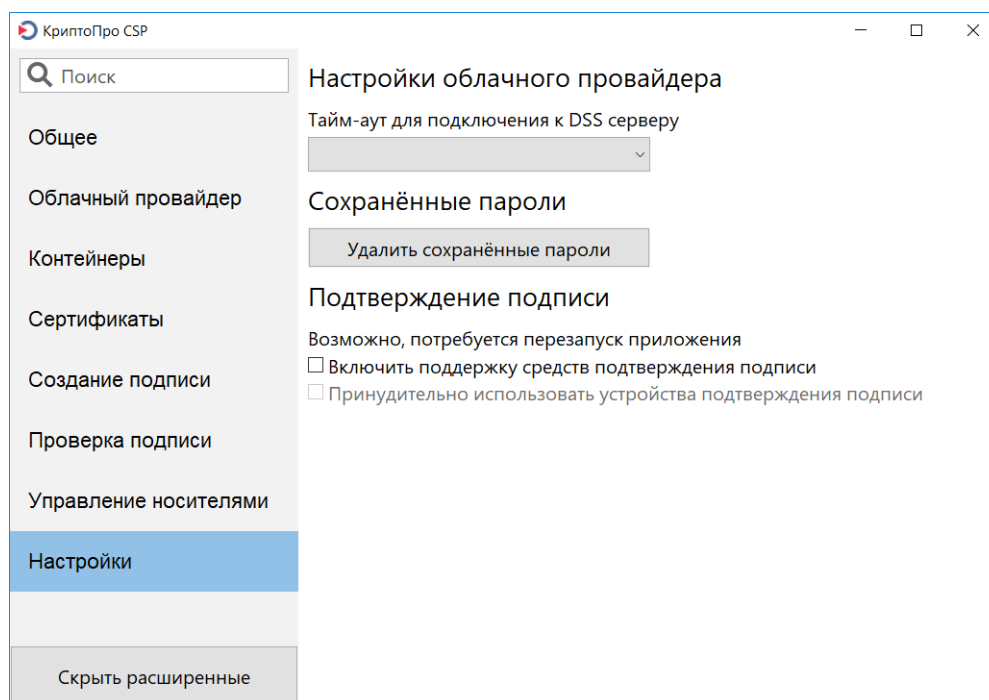 КриптоПро CSP
Поиск
Общее
Облачный провайдер
Контейнеры
Сертификаты
Создание подписи
Проверка подписи
Управление носителями
Настройки
Скрыть расширенные
Настройки облачного провайдера
Тайм-аут для подключения к DSS серверу
Сохранённые пароли
Удалить сохранённые пароли
Подтверждение подписи
Возможно, потребуется перезапуск приложения
Включить поддержку средств подтверждения подписи
Принудительно использовать устройства подтверждения подписи